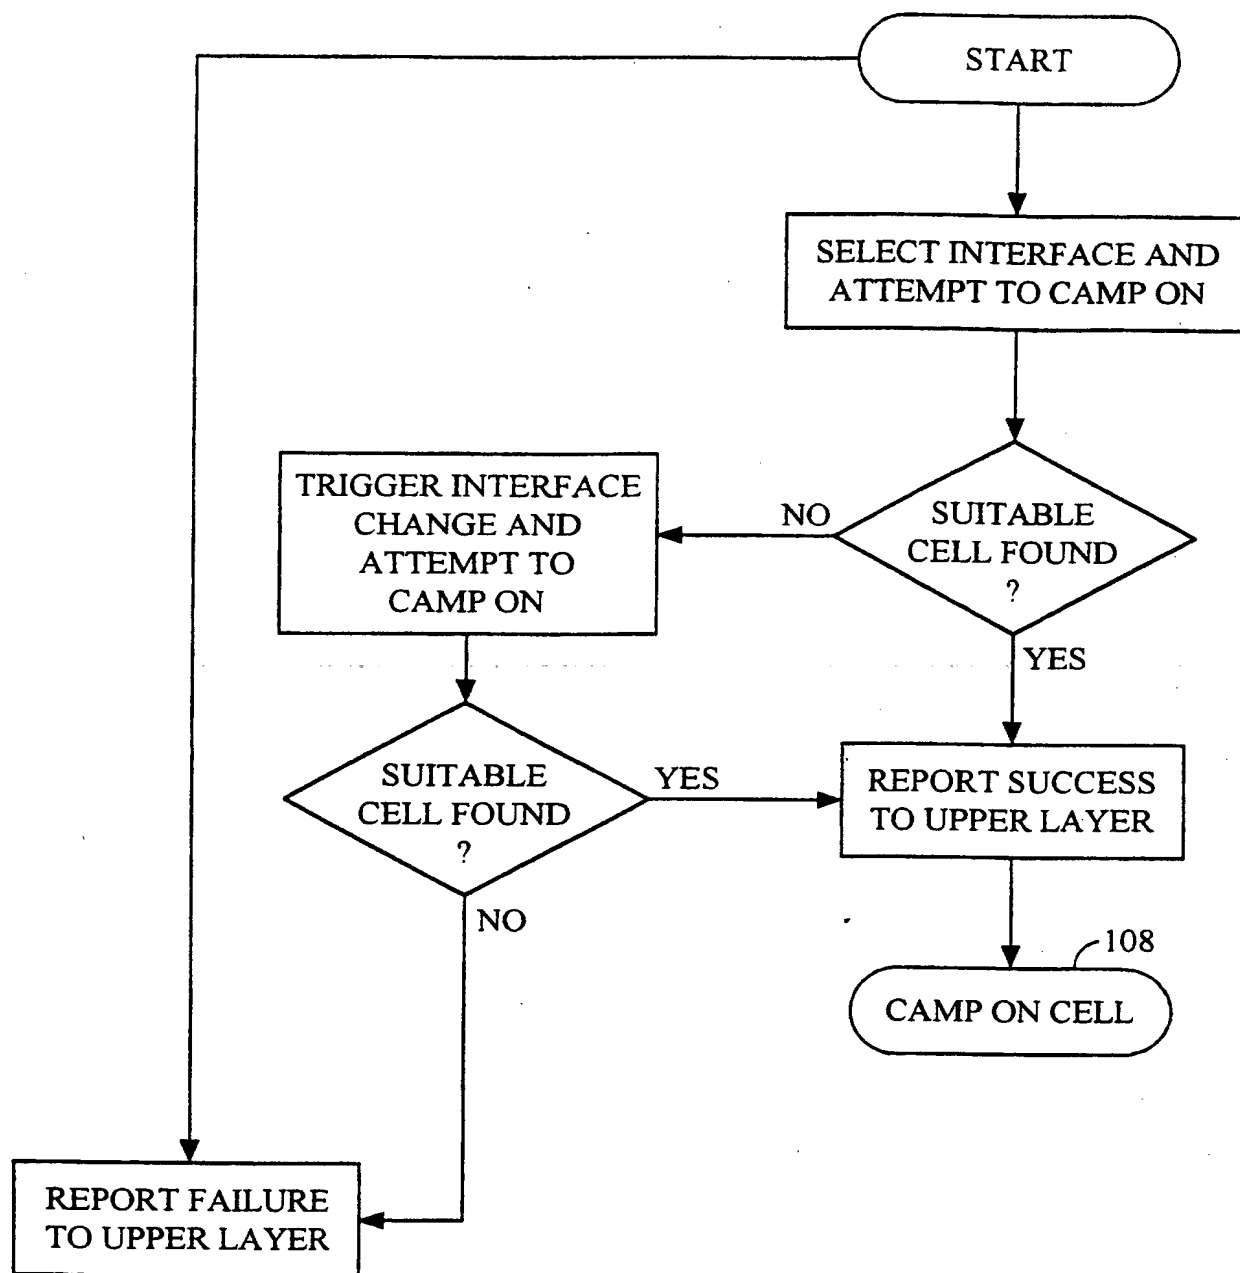 START
SELECT INTERFACE AND
ATTEMPT TO CAMP ON
SUITABLE
CELL FOUND
?
NO
YES
TRIGGER INTERFACE
CHANGE AND
ATTEMPT TO
CAMP ON
SUITABLE
CELL FOUND
?
YES
NO
REPORT SUCCESS
TO UPPER LAYER
108
CAMP ON CELL
REPORT FAILURE
TO UPPER LAYER